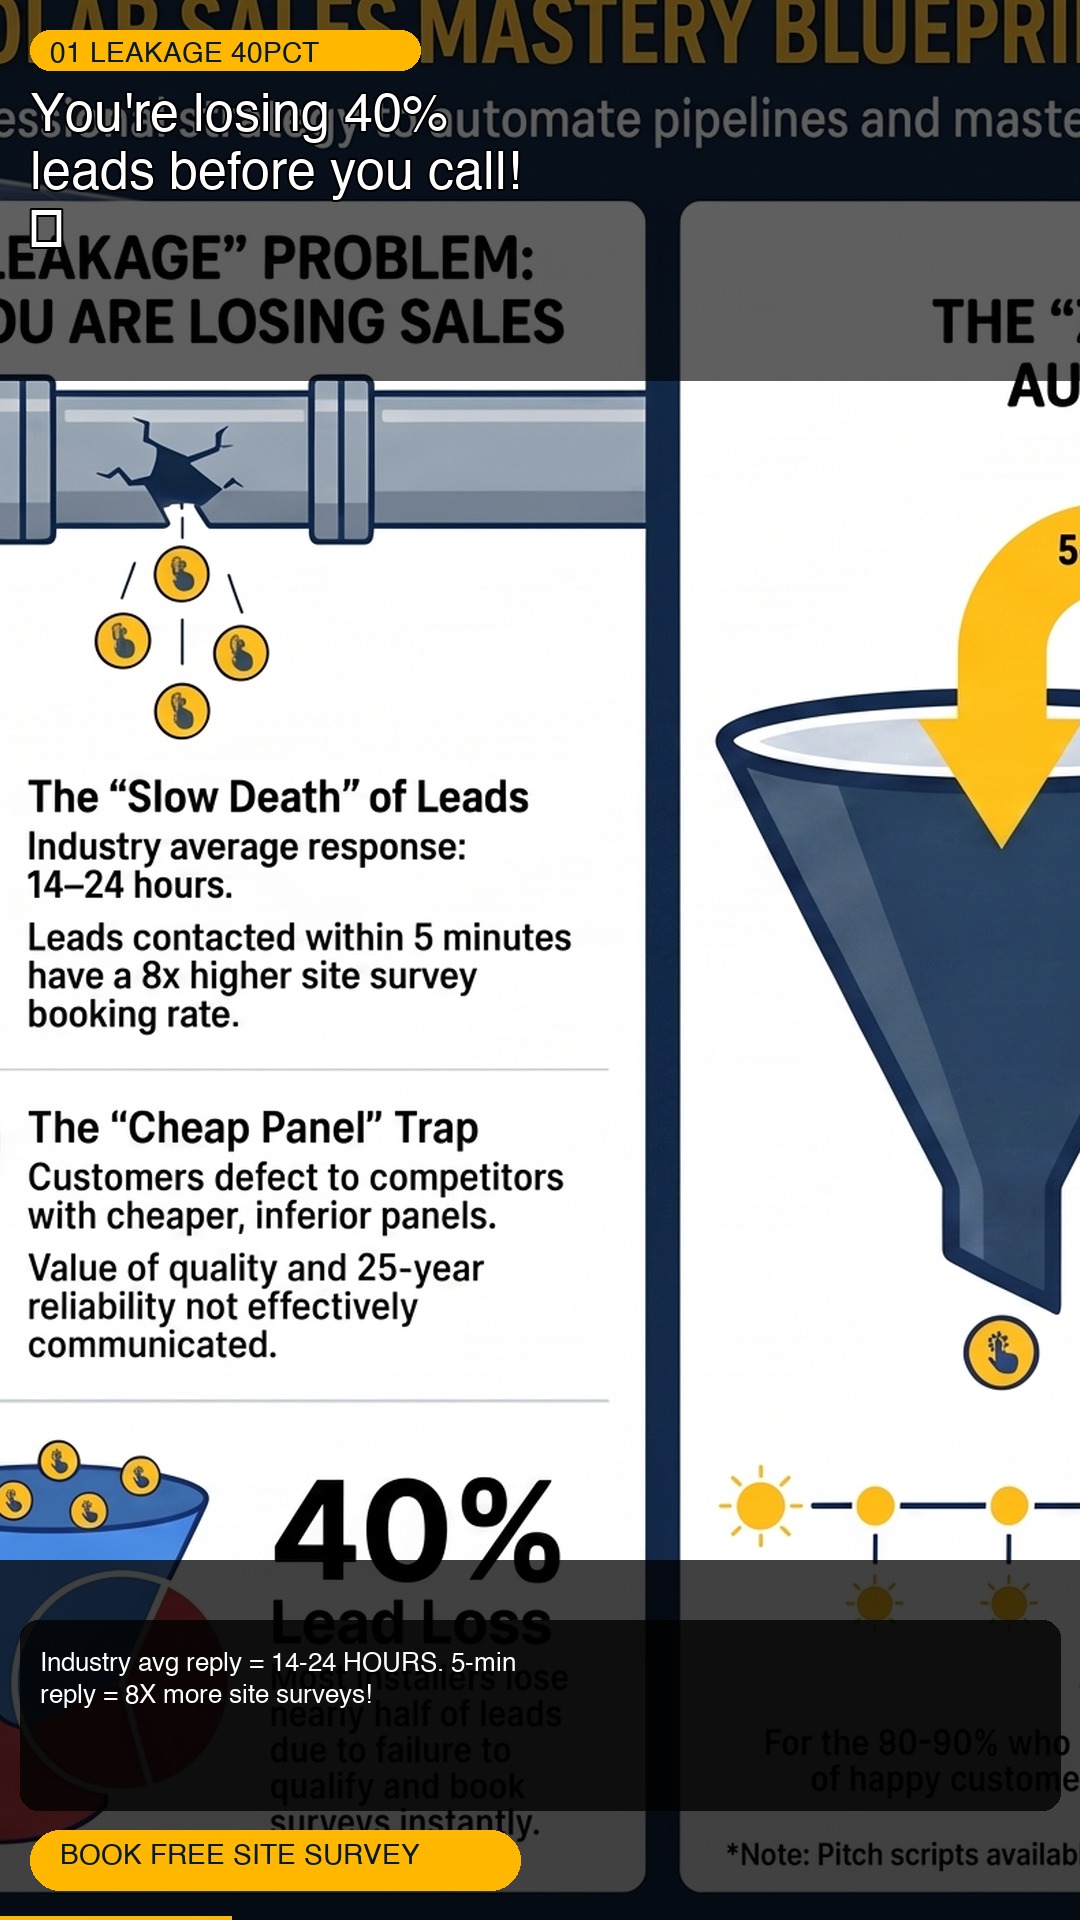 SALES MASTERY BLUEPRI
01 LEAKAGE 40PCT
You're losing 40%
leads before you call!
automate pipelines and maste
LEAKAGE” PROBLEM:
OU ARE LOSING SALES
THE “
AU
5
The “Slow Death” of Leads
Industry average response:
14–24 hours.
Leads contacted within 5 minutes
have a 8x higher site survey
booking rate.
The “Cheap Panel” Trap
Customers defect to competitors
with cheaper, inferior panels.
Value of quality and 25-year
reliability not effectively
communicated.
40%
Lead Loss
Industry avg reply = 14-24 HOURS. 5-min
reply = 8X more site surveys!
Most installers lose
nearly half of leads
due to failure to
qualify and book
surveys instantly.
For the 80-90% who
of happy custome
*Note: Pitch scripts availab
BOOK FREE SITE SURVEY